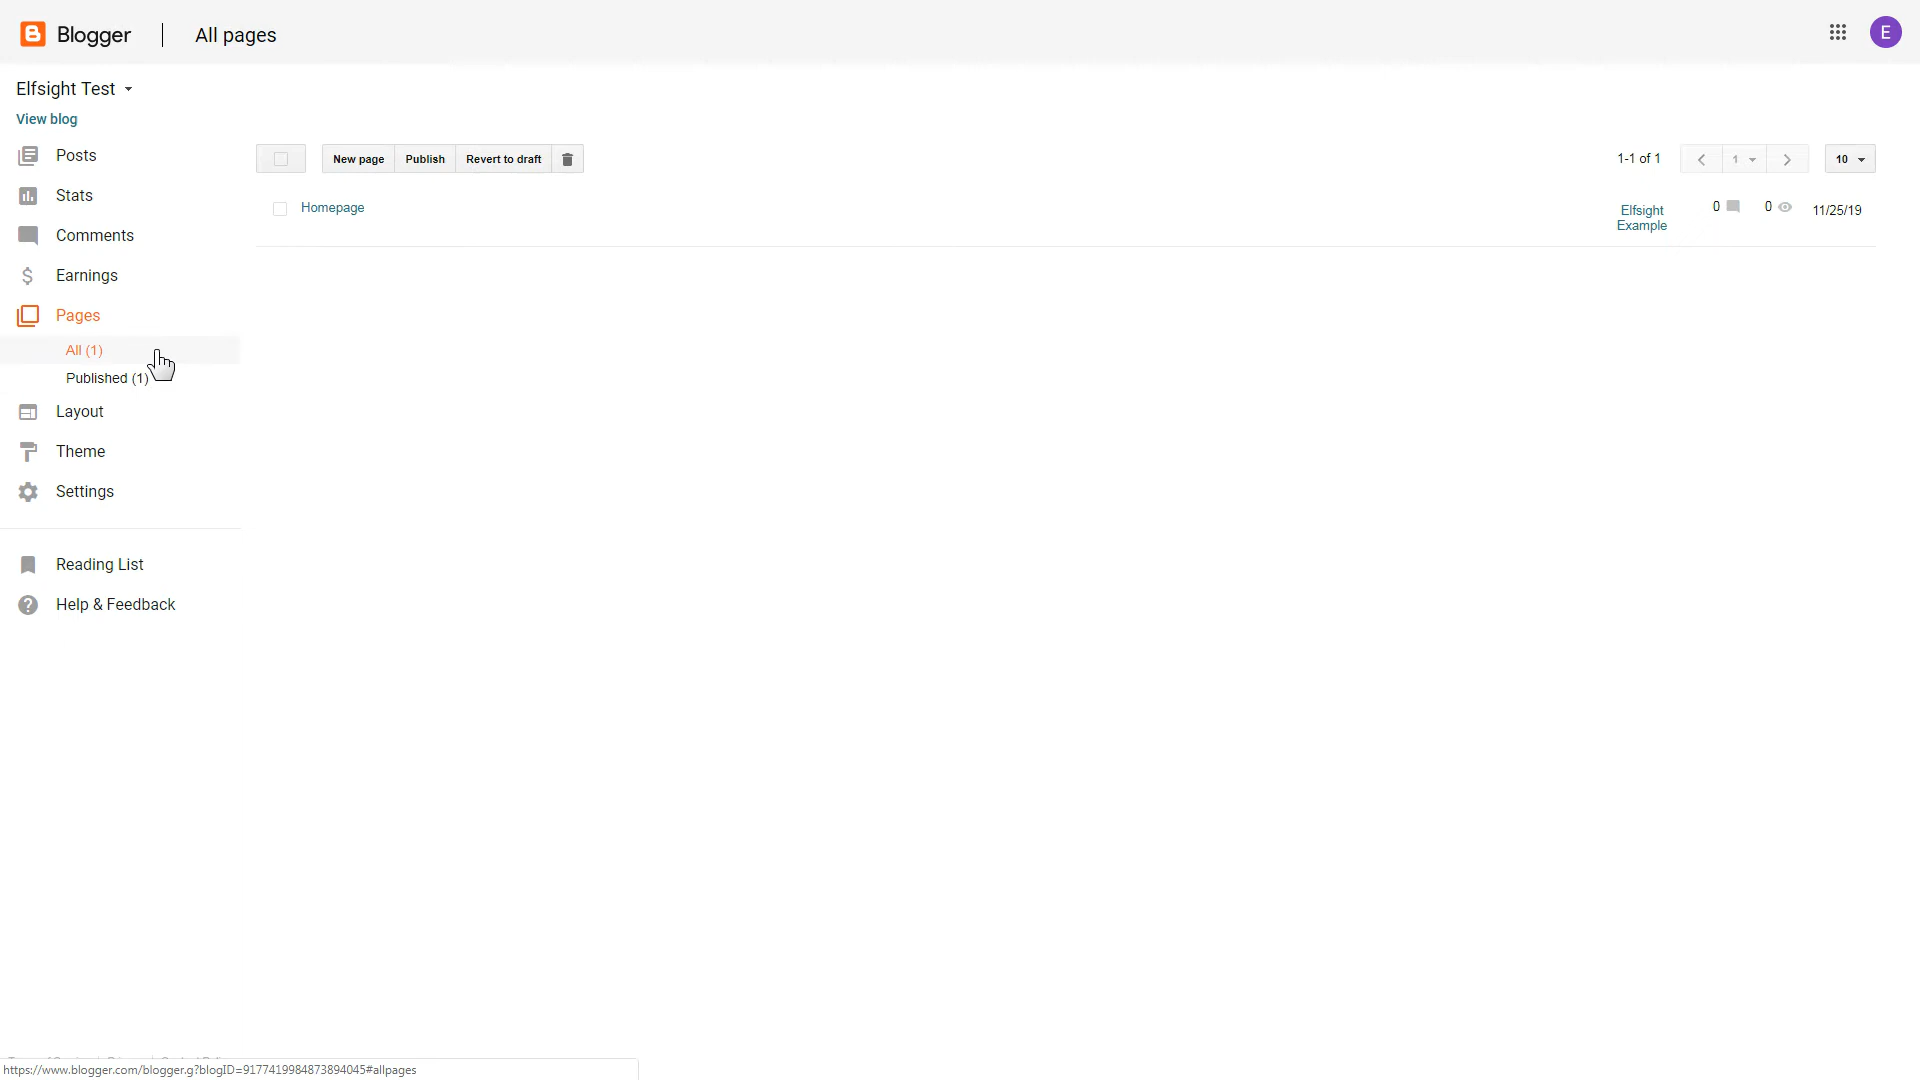 Blogger
All pages
E
Elfsight Test
View blog
Posts
Stats
Comments
Earnings
Pages
All (1)
Published (1)
Layout
Theme
Settings
Reading List
Help & Feedback
New page
Publish
Revert to draft
1-1 of 1
1
10
Homepage
Elfsight
Example
0
0
11/25/19
https://www.blogger.com/blogger.g?blogID=9177419984873894045#allpages